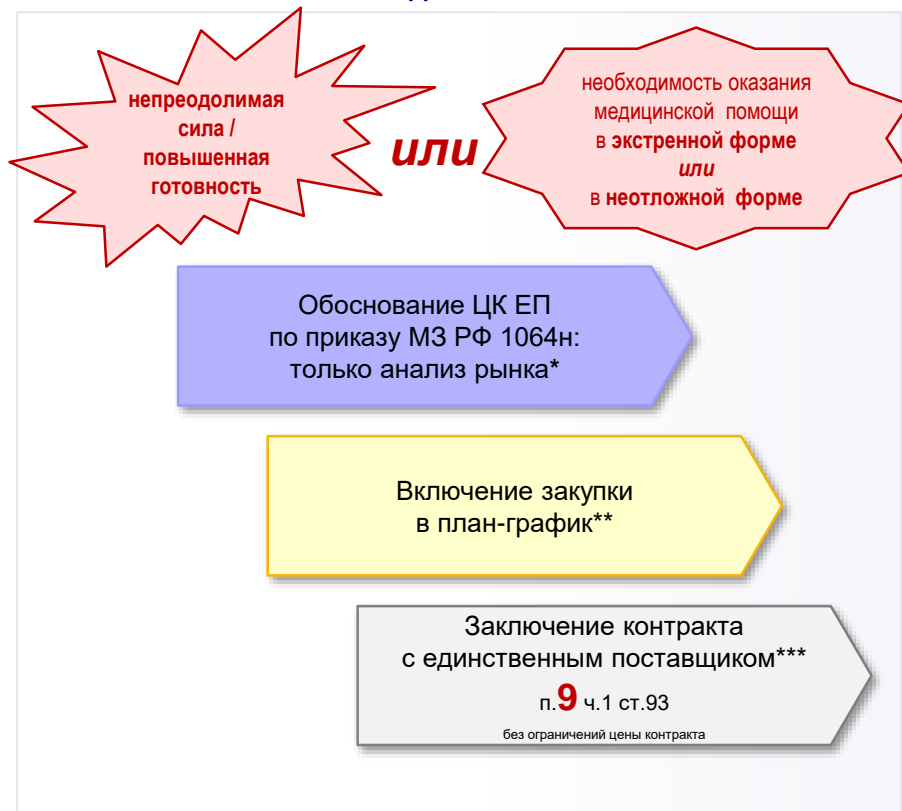 непреодолимая
сила /
повышенная
готовность
или
необходимость оказания
медицинской помощи
в экстренной форме
или
в неотложной форме
Обоснование ЦК ЕП
по приказу МЗ РФ 1064н:
только анализ рынка*
Включение закупки
в план-график**
Заключение контракта
с единственным поставщиком***
п.9 ч.1 ст.93
без ограничений цены контракта